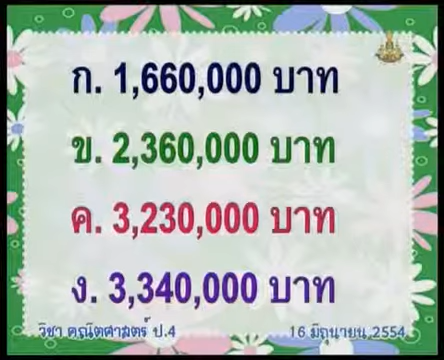 ก. 1,660,000 บาท
ข. 2,360,000 บาท
ค. 3,230,000 บาท
ง. 3,340,000 บาท
วิชา คณิตศาสตร์ ป.4 16 มิถุนายน 2554